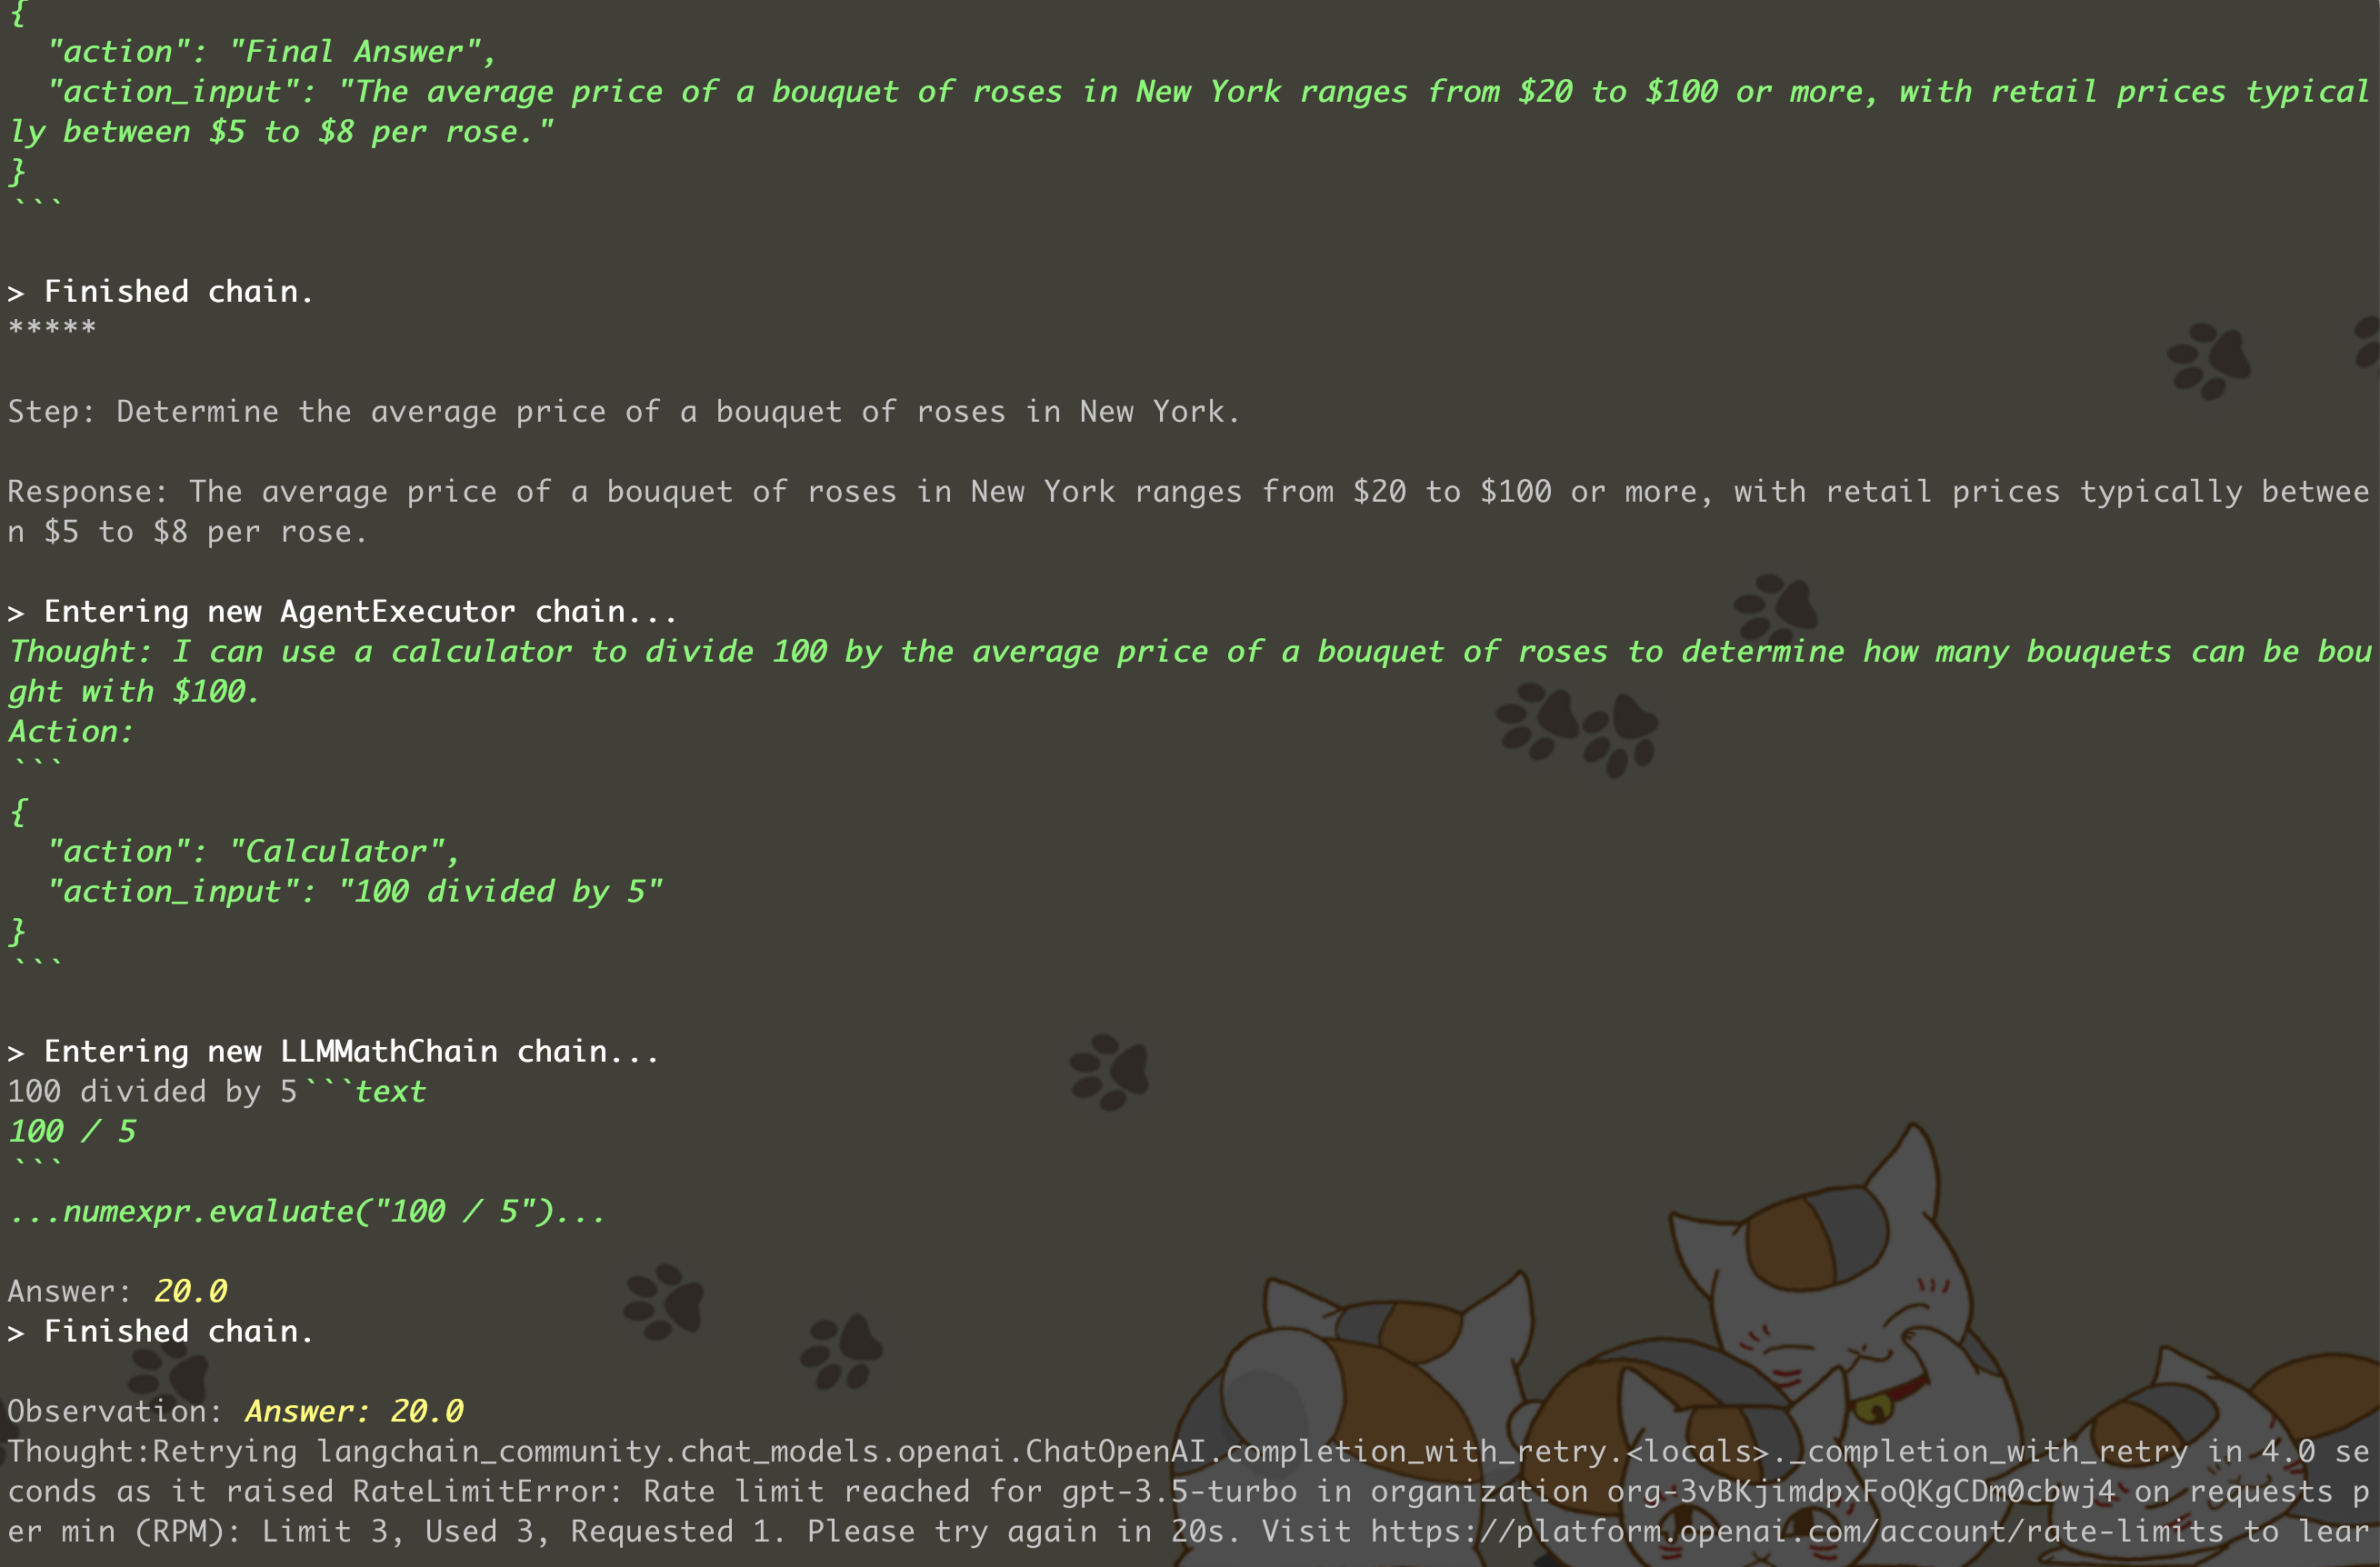 {
  "action": "Final Answer",
  "action_input": "The average price of a bouquet of roses in New York ranges from $20 to $100 or more, with retail prices typical
ly between $5 to $8 per rose."
}
```
> Finished chain.
*****
Step: Determine the average price of a bouquet of roses in New York.
Response: The average price of a bouquet of roses in New York ranges from $20 to $100 or more, with retail prices typically betwee
n $5 to $8 per rose.
> Entering new AgentExecutor chain...
Thought: I can use a calculator to divide 100 by the average price of a bouquet of roses to determine how many bouquets can be bou
ght with $100.
Action:
```
{
  "action": "Calculator",
  "action_input": "100 divided by 5"
}
```
> Entering new LLMMathChain chain...
100 divided by 5```text
100 / 5
```
...numexpr.evaluate("100 / 5")...
Answer: 20.0
> Finished chain.
Observation: Answer: 20.0
Thought:Retrying langchain_community.chat_models.openai.ChatOpenAI.completion_with_retry.<locals>._completion_with_retry in 4.0 se
conds as it raised RateLimitError: Rate limit reached for gpt-3.5-turbo in organization org-3vBKjimdpxFoQKgCDm0cbwj4 on requests p
er min (RPM): Limit 3, Used 3, Requested 1. Please try again in 20s. Visit https://platform.openai.com/account/rate-limits to lear